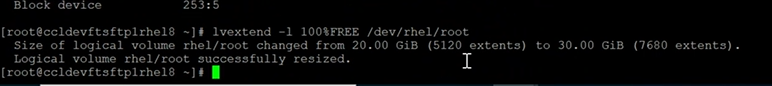 Block device 253:5
[root@ccldevftsftp1rhel8 ~]# lvextend -l 100%FREE /dev/rhel/root
Size of logical volume rhel/root changed from 20.00 GiB (5120 extents) to 30.00 GiB (7680 extents).
Logical volume rhel/root successfully resized.
[root@ccldevftsftp1rhel8 ~]#